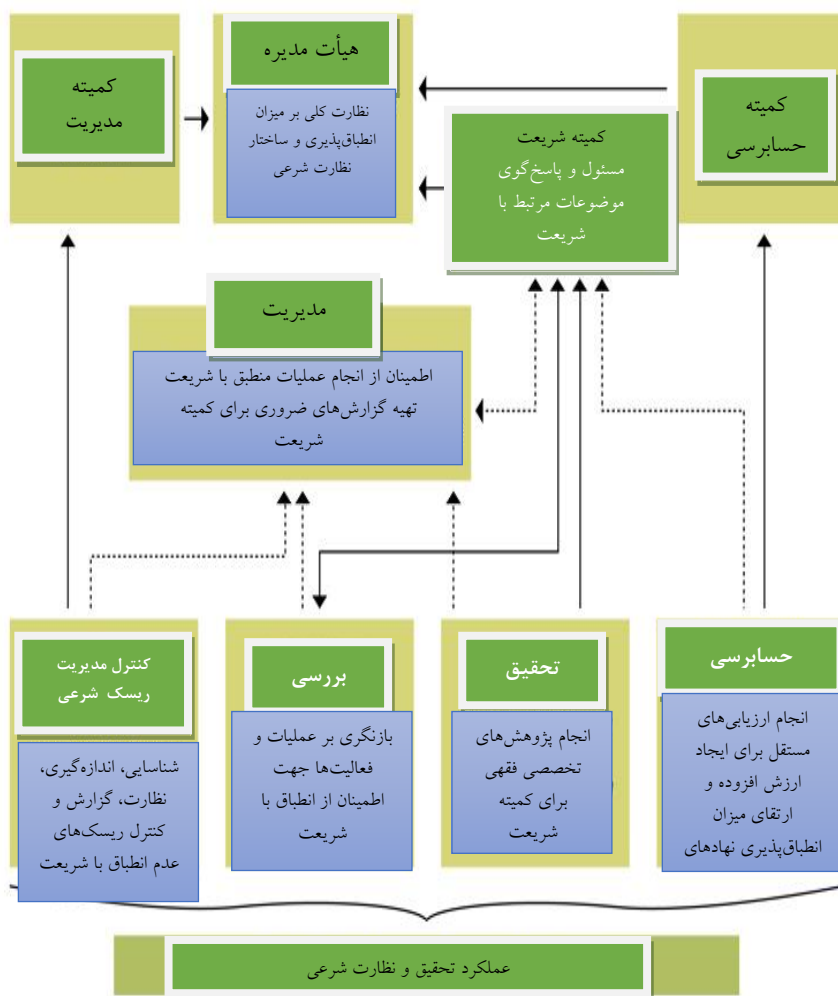 هیأت مدیره
نظارت کلی بر میزان
انطباق‌پذیری و ساختار
نظارت شرعی
کمیته
حسابرسی
کمیته شریعت
مسئول و پاسخ‌گوی
موضوعات مرتبط با
شریعت
کمیته
مدیریت
مدیریت
اطمینان از انجام عملیات منطبق با شریعت
تهیه گزارش‌های ضروری برای کمیته
شریعت
حسابرسی
انجام ارزیابی‌های
مستقل برای ایجاد
ارزش افزوده و
ارتقای میزان
انطباق‌پذیری نهادهای
تحقیق
انجام پژوهش‌های
تخصصی فقهی
برای کمیته
شریعت
بررسی
بازنگری بر عملیات و
فعالیت‌ها جهت
اطمینان از انطباق با
شریعت
کنترل مدیریت
ریسک شرعی
شناسایی، اندازه‌گیری،
نظارت، گزارش و
کنترل ریسک‌های
عدم انطباق با شریعت
عملکرد تحقیق و نظارت شرعی